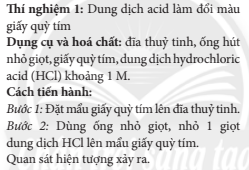 Thí nghiệm 1: Dung dịch acid làm đổi màu
giấy quỳ tím
Dụng cụ và hoá chất: đĩa thuỷ tinh, ống hút
nhỏ giọt, giấy quỳ tím, dung dịch hydrochloric
acid (HCl) khoảng 1 M.
Cách tiến hành:
Bước 1: Đặt mẩu giấy quỳ tím lên đĩa thuỷ tinh.
Bước 2: Dùng ống nhỏ giọt, nhỏ 1 giọt
dung dịch HCl lên mẩu giấy quỳ tím.
Quan sát hiện tượng xảy ra.